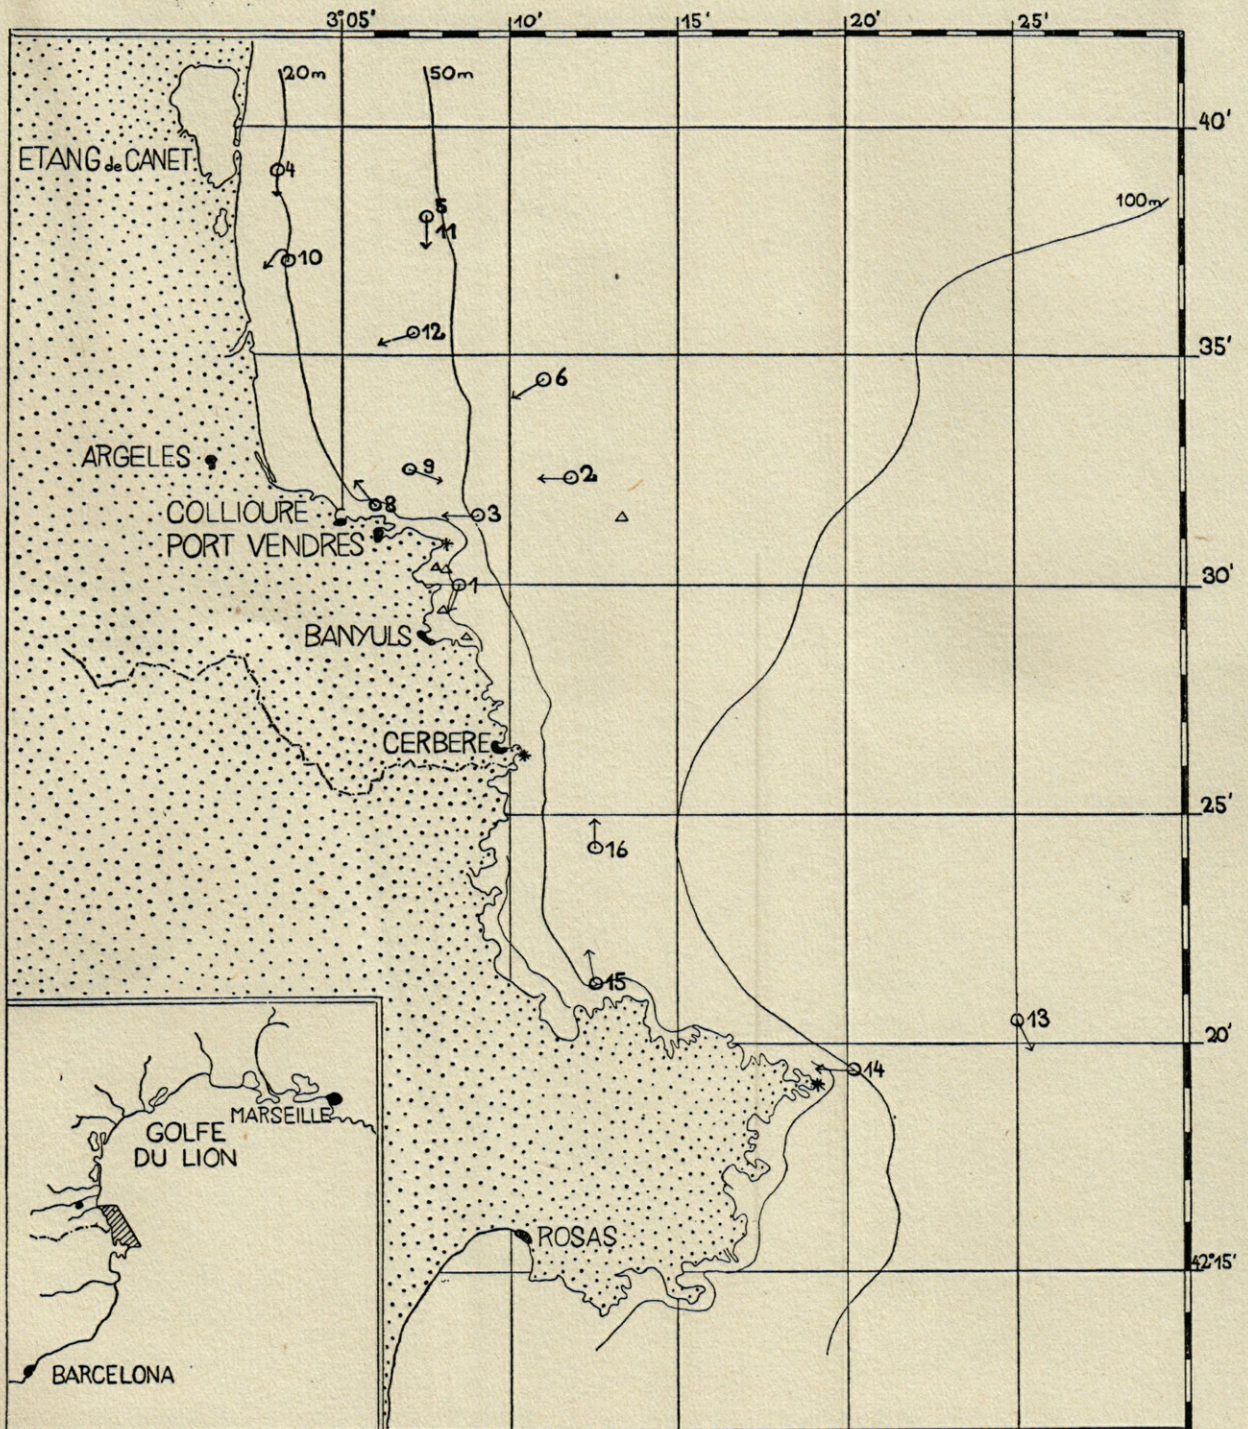 3°05' 10' 15' 20' 25'
20m 50m
40'
ETANG de CANET
4
100m
5
11
10
12
35'
6
ARGELES
9
2
8
COLLIOURE
3
PORT VENDRES
30'
1
BANYULS
CERBERE
25'
16
15
13
20'
14
MARSEILLE
GOLFE
DU LION
ROSAS
42°15'
BARCELONA